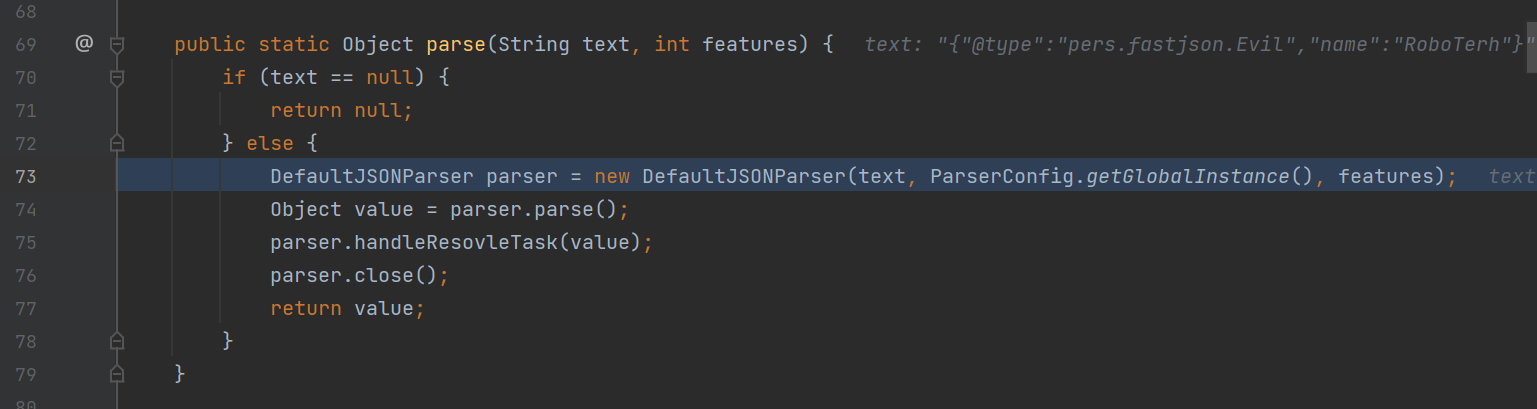 68
69 @ public static Object parse(String text, int features) { text: "{"@type":"pers.fastjson.Evil","name":"RoboTerh"}"
70 if (text == null) {
71 return null;
72 } else {
73 DefaultJSONParser parser = new DefaultJSONParser(text, ParserConfig.getGlobalInstance(), features); text
74 Object value = parser.parse();
75 parser.handleResovleTask(value);
76 parser.close();
77 return value;
78 }
79 }
80